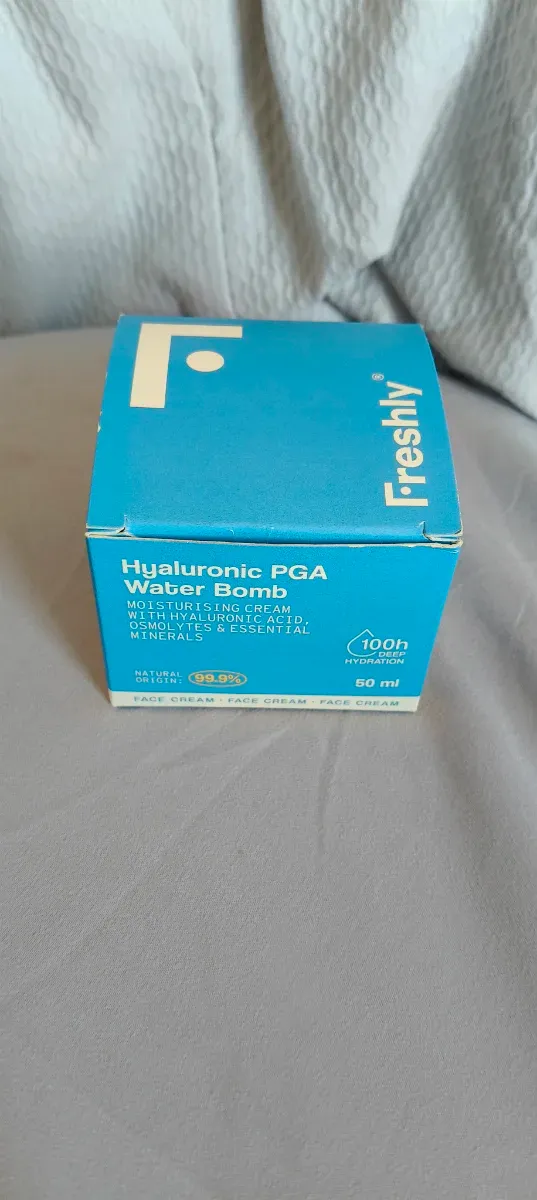 Freshly®
Hyaluronic PGA
Water Bomb
MOISTURISING CREAM
WITH HYALURONIC ACID,
OSMOLYTES & ESSENTIAL
MINERALS
100h
DEEP
HYDRATION
NATURAL
ORIGIN: 99.9%
50 ml
FACE CREAM · FACE CREAM · FACE CREAM